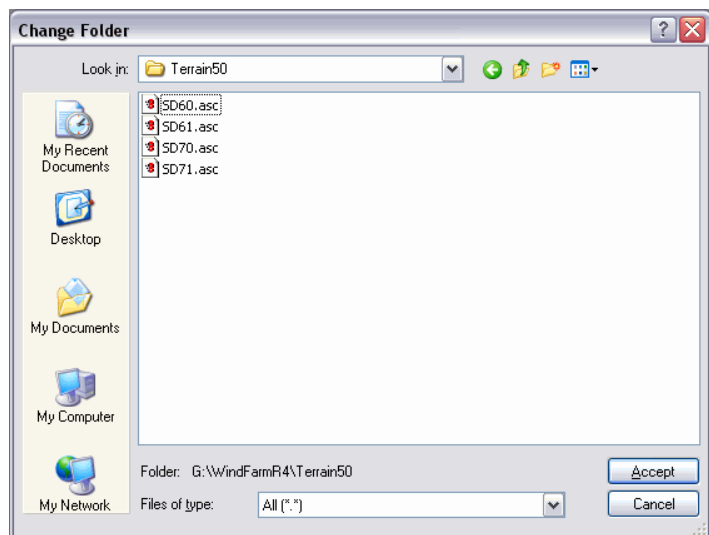 Change Folder
Look in: Terrain50
SD60.asc
SD61.asc
SD70.asc
SD71.asc
My Recent
Documents
Desktop
My Documents
My Computer
My Network
Folder: G:\WindFarmR4\Terrain50
Accept
Files of type: All (*.*)
Cancel